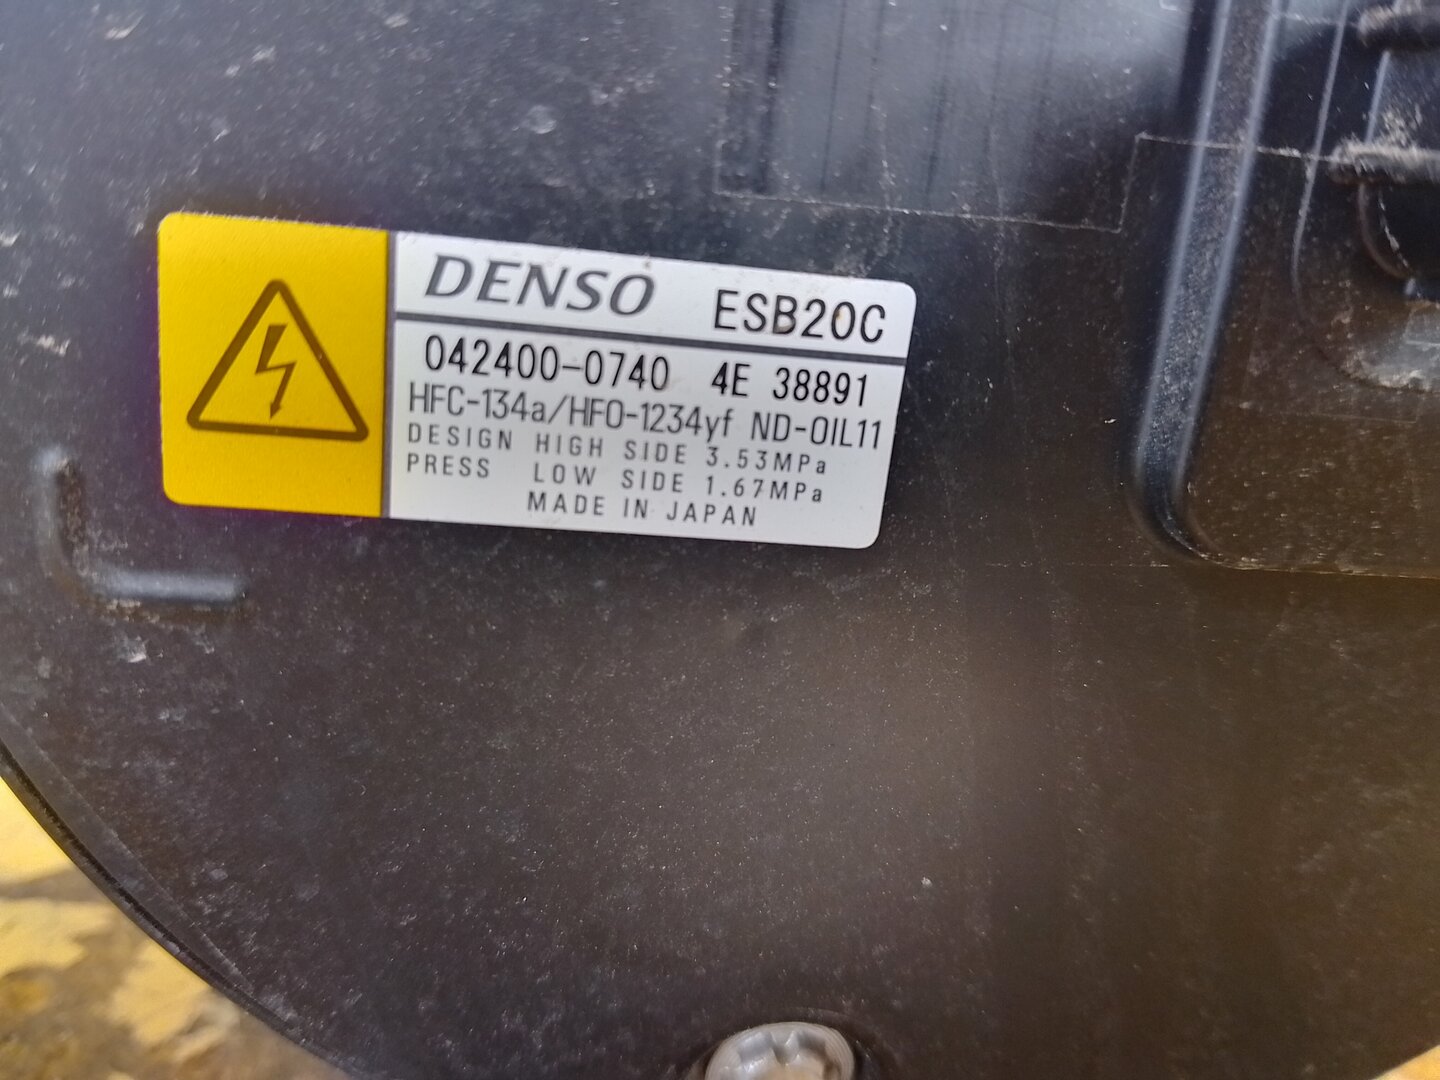 DENSO ESB20C
042400-0740 4E 38891
HFC-134a/HFO-1234yf ND-OIL11
DESIGN HIGH SIDE 3.53MPa
PRESS LOW SIDE 1.67MPa
MADE IN JAPAN